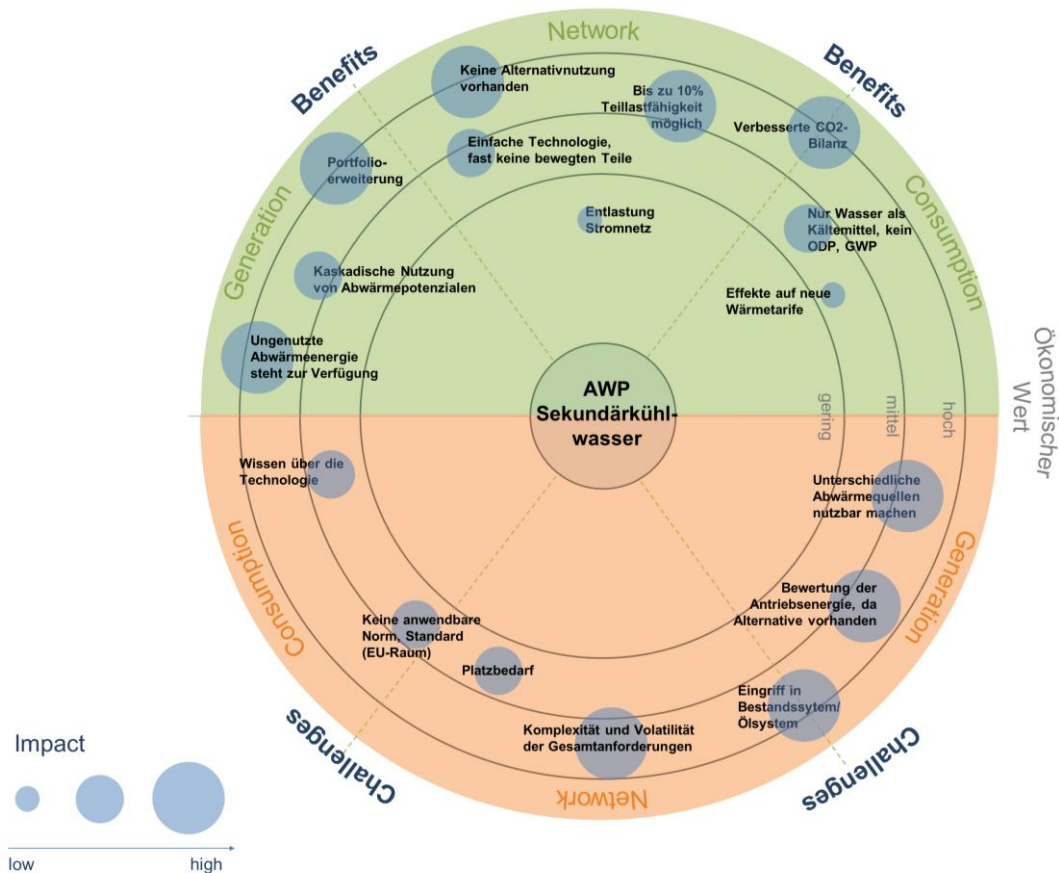 Network
Benefits
Benefits
Keine Alternativnutzung
vorhanden
Bis zu 10%
Teillastfähigkeit
möglich
Verbesserte CO2-
Bilanz
Einfache Technologie,
fast keine bewegten Teile
Portfolio-
erweiterung
Generation
Consumption
Entlastung
Stromnetz
Nur Wasser als
Kältemittel, kein
ODP, GWP
Kaskadische Nutzung
von Abwärmepotenzialen
Effekte auf neue
Wärmetarife
Ungenutzte
Abwärmeenergie
steht zur Verfügung
AWP
Sekundärkühl-
wasser
gering
mittel
hoch
Ökonomischer
Wert
Wissen über die
Technologie
Unterschiedliche
Abwärmequellen
nutzbar machen
Consumption
Generation
Bewertung der
Antriebsenergie, da
Alternative vorhanden
Keine anwendbare
Norm, Standard
(EU-Raum)
Platzbedarf
Eingriff in
Bestandssytem/
Ölsystem
Komplexität und Volatilität
der Gesamtanforderungen
Challenges
Challenges
Network
Impact
low
high